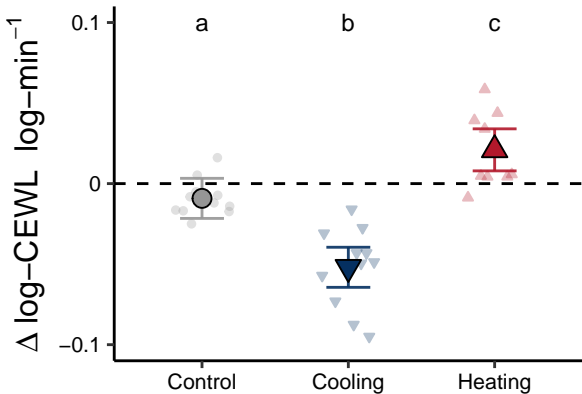 0.1
a
b
c
0
−0.1
Δ log−CEWL log−min⁻¹
Control
Cooling
Heating